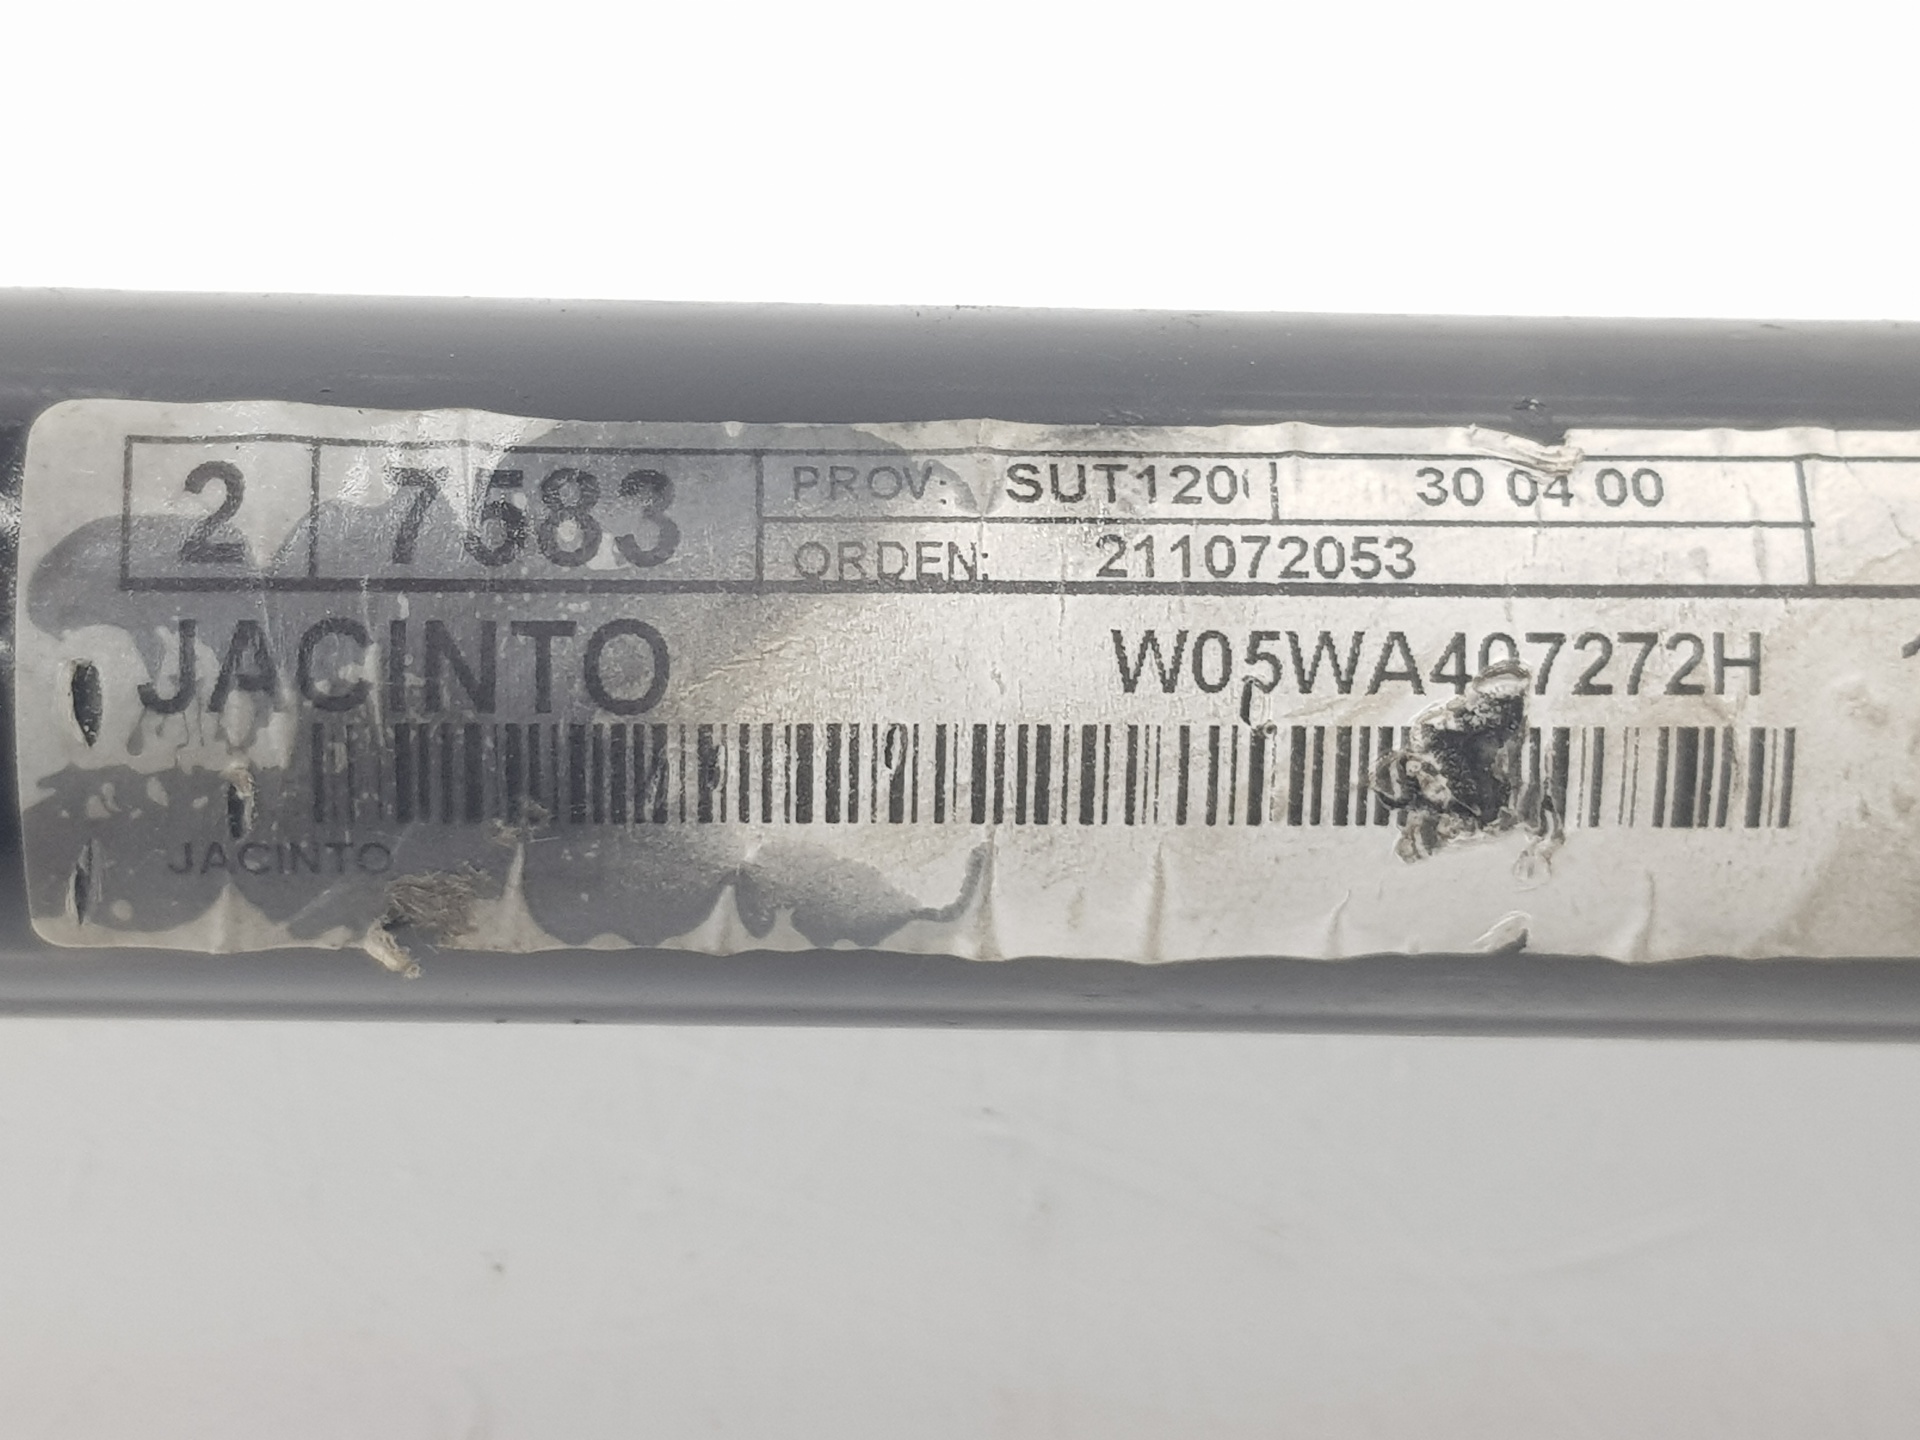 2 7583 PROV: SUT120 30 04 00
ORDEN: 211072053
JACINTO W05WA407272H
JACINTO